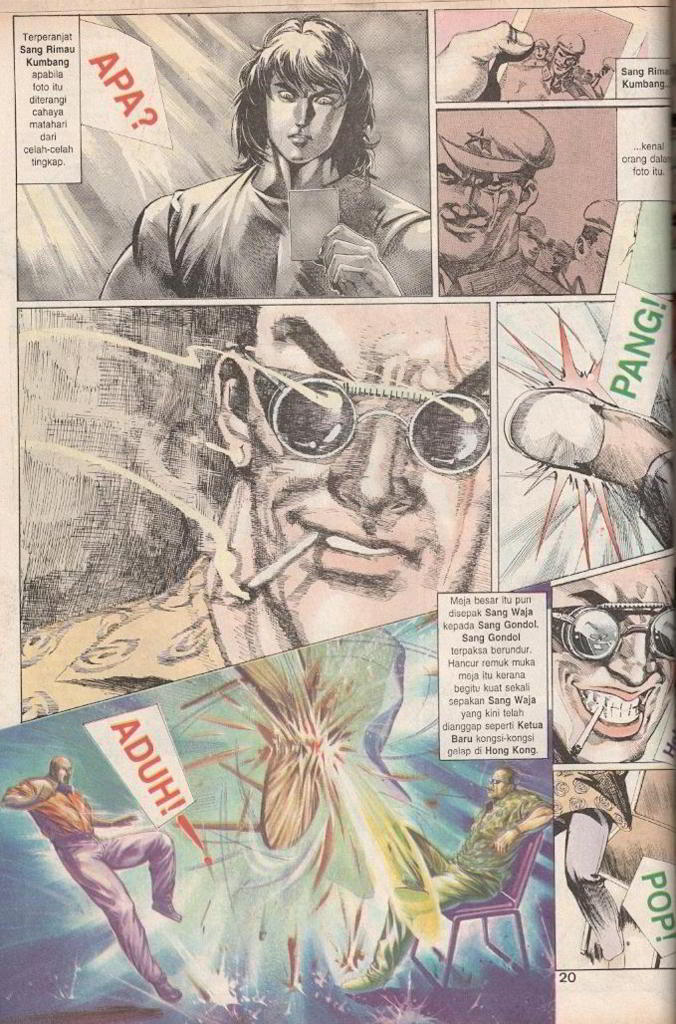 Terperanjat
Sang Rimau
Kumbang
apabila
foto itu
diterangi
cahaya
matahari
dari
celah-celah
tingkap.
APA?
Sang
Kumbang...
...kenal
orang
foto itu.
PANG!
Meja besar itu pun
disepak Sang Waja
kepada Sang Gondol.
Sang Gondol
terpaksa berundur.
Hancur remuk muka
meja itu kerana
begitu kuat sekali
sepakan Sang Waja
yang kini telah
dianggap seperti Ketua
Baru kongsi-kongsi
gelap di Hong Kong.
ADUH!
POP!
20